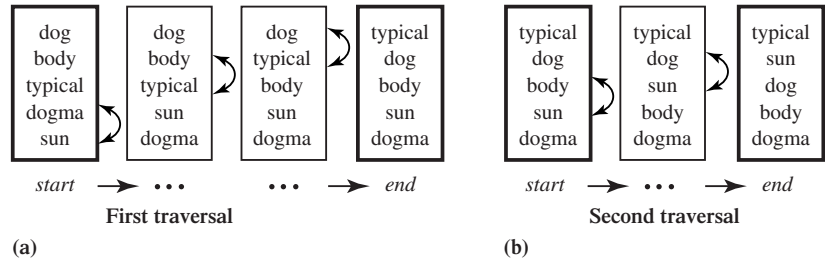 dog
body
typical
dogma
sun
dog
body
typical
sun
dogma
dog
typical
body
sun
dogma
typical
dog
body
sun
dogma
start
•••
•••
end
First traversal
(a)
typical
dog
body
sun
dogma
typical
dog
sun
body
dogma
typical
sun
dog
body
dogma
start
•••
end
Second traversal
(b)